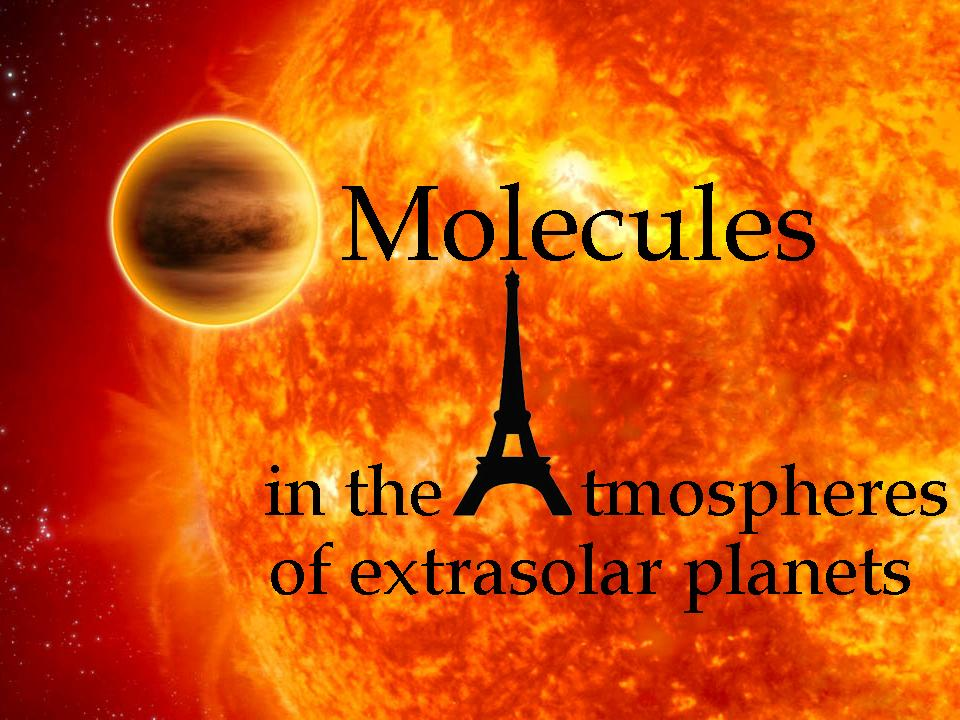 Molecules
in the Atmospheres
of extrasolar planets